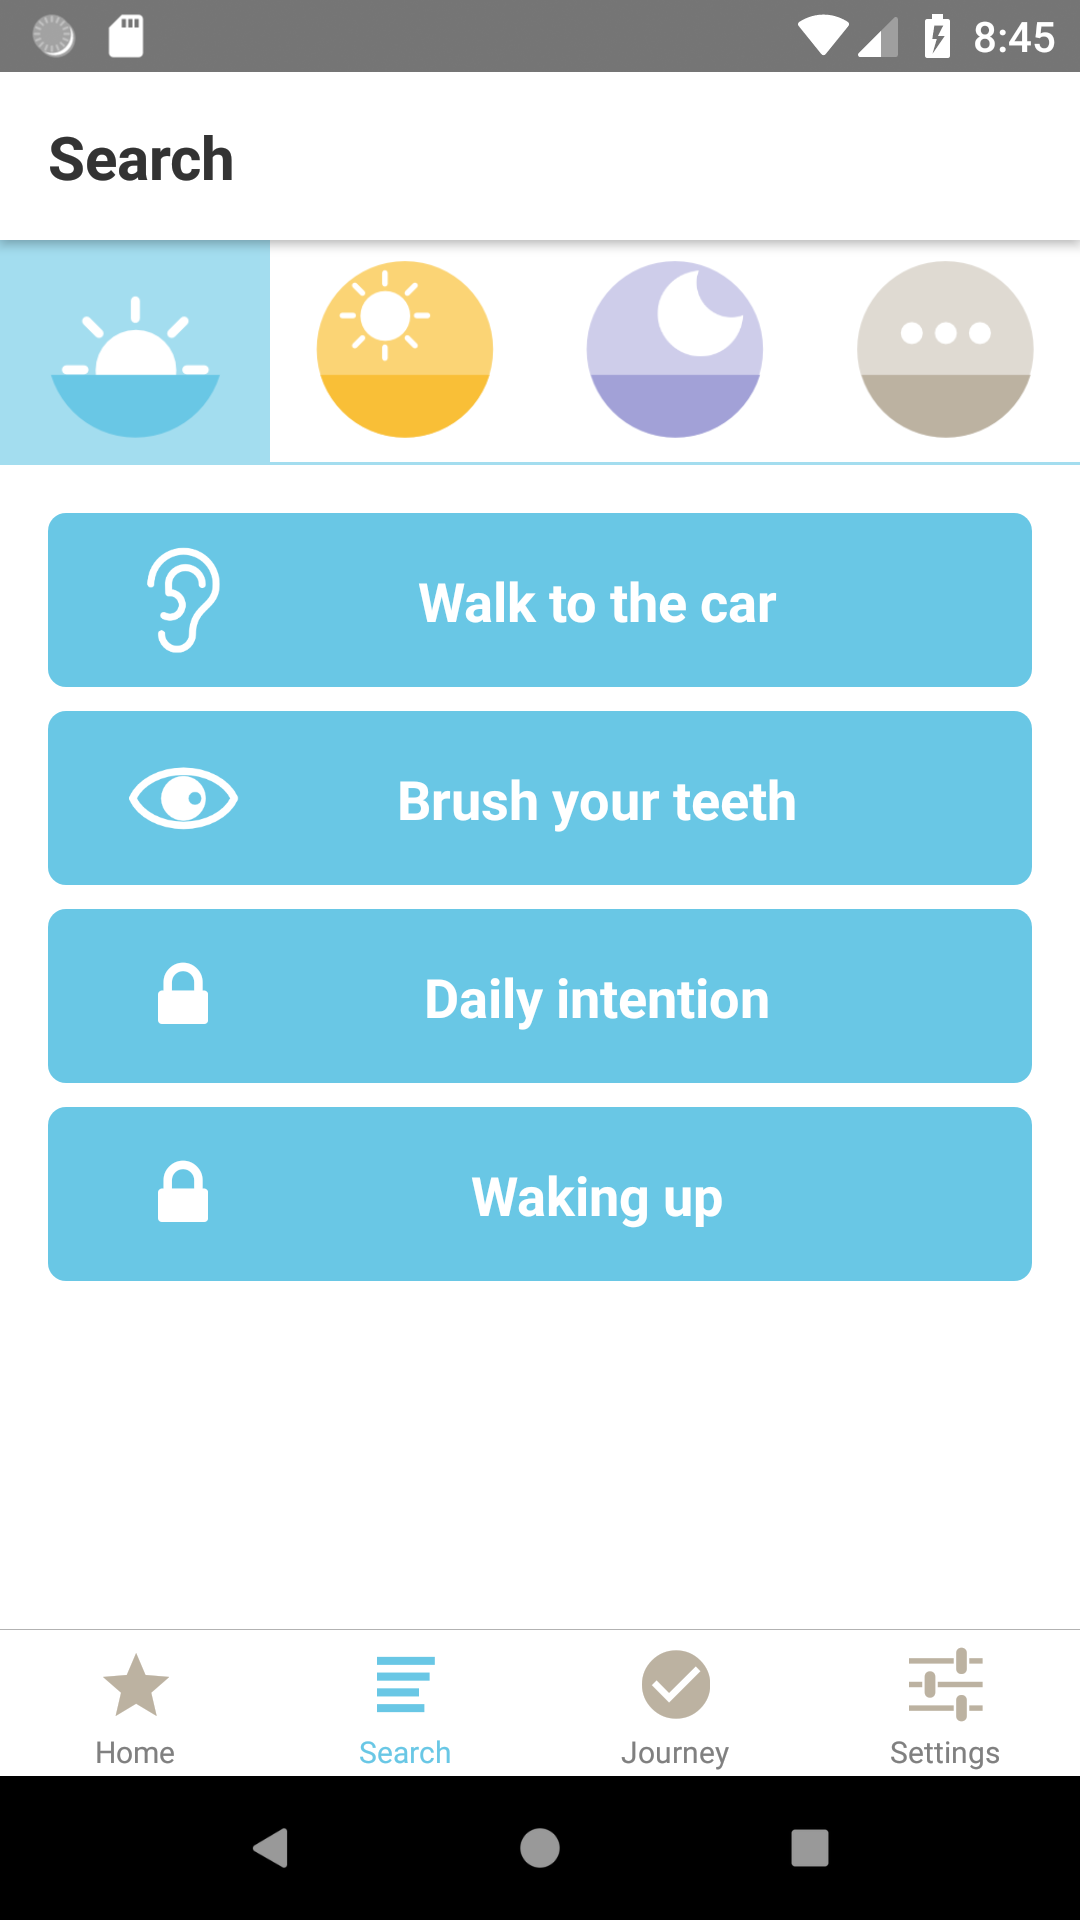 8:45
Search
Walk to the car
Brush your teeth
Daily intention
Waking up
Home
Search
Journey
Settings